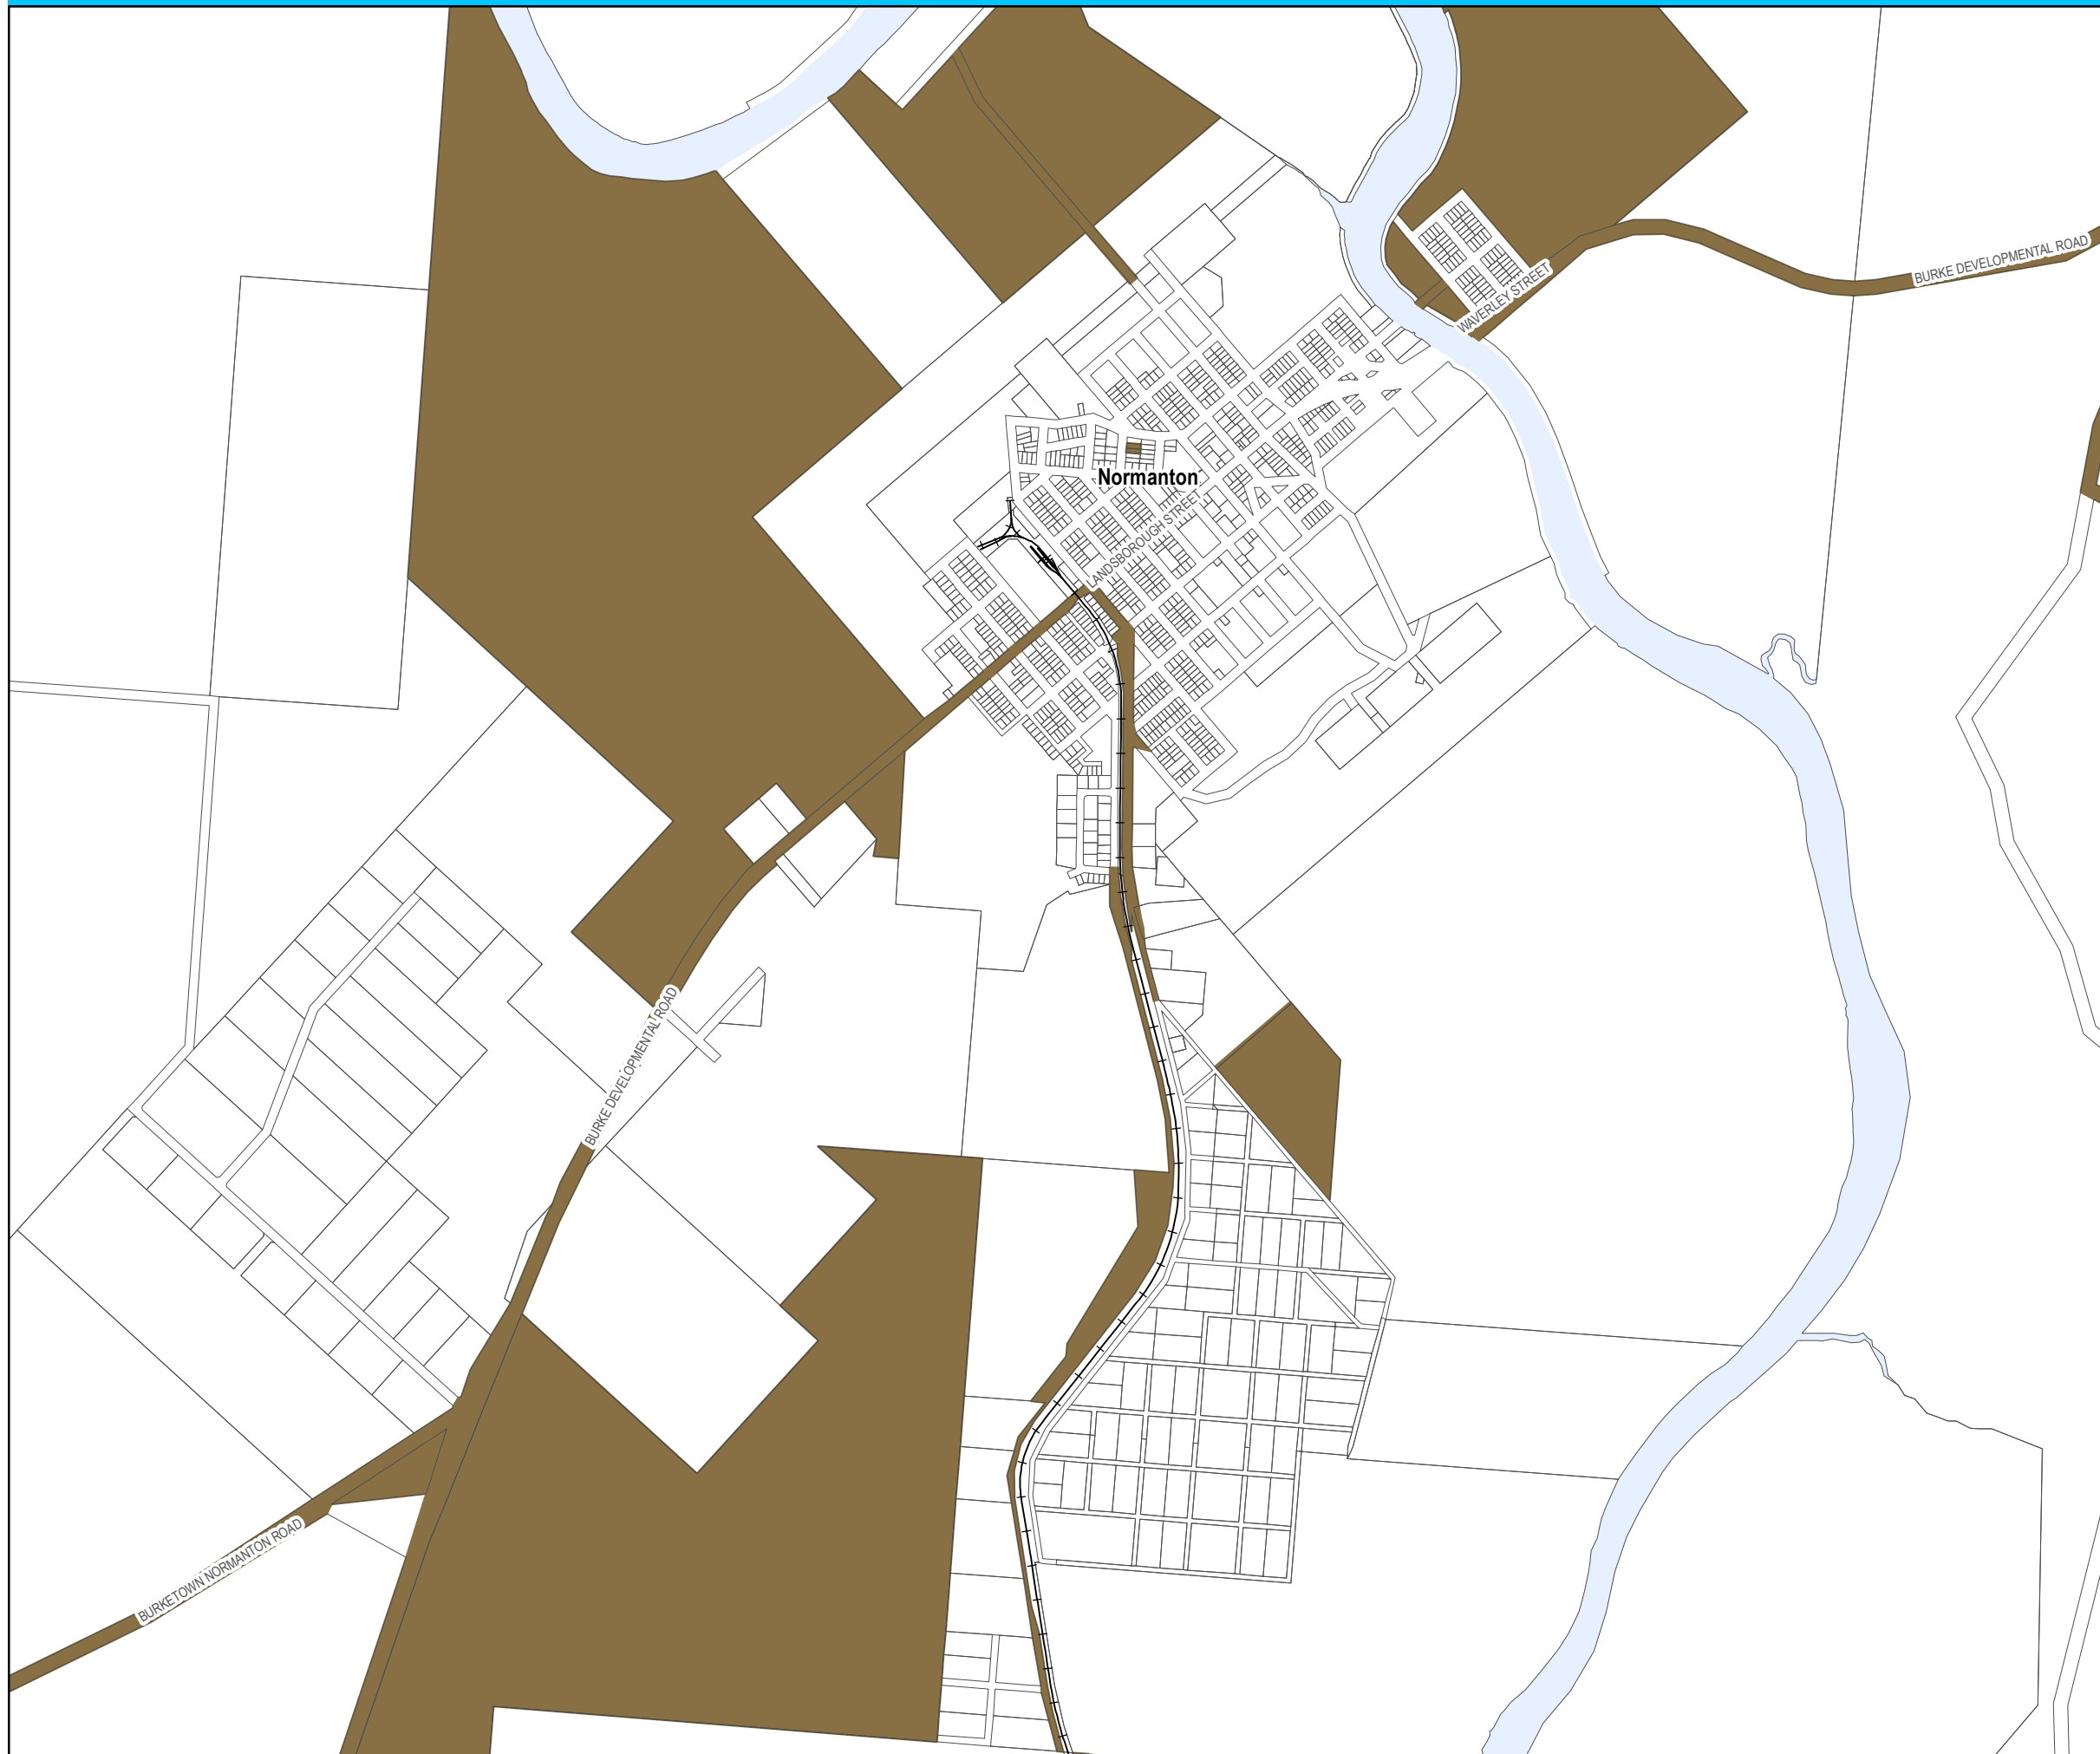 BURKE DEVELOPMENTAL ROAD
WAVERLEY STREET
Normanton
LANDSBOROUGH STREET
BURKE DEVELOPMENTAL ROAD
BURKETOWN NORMANTON ROAD